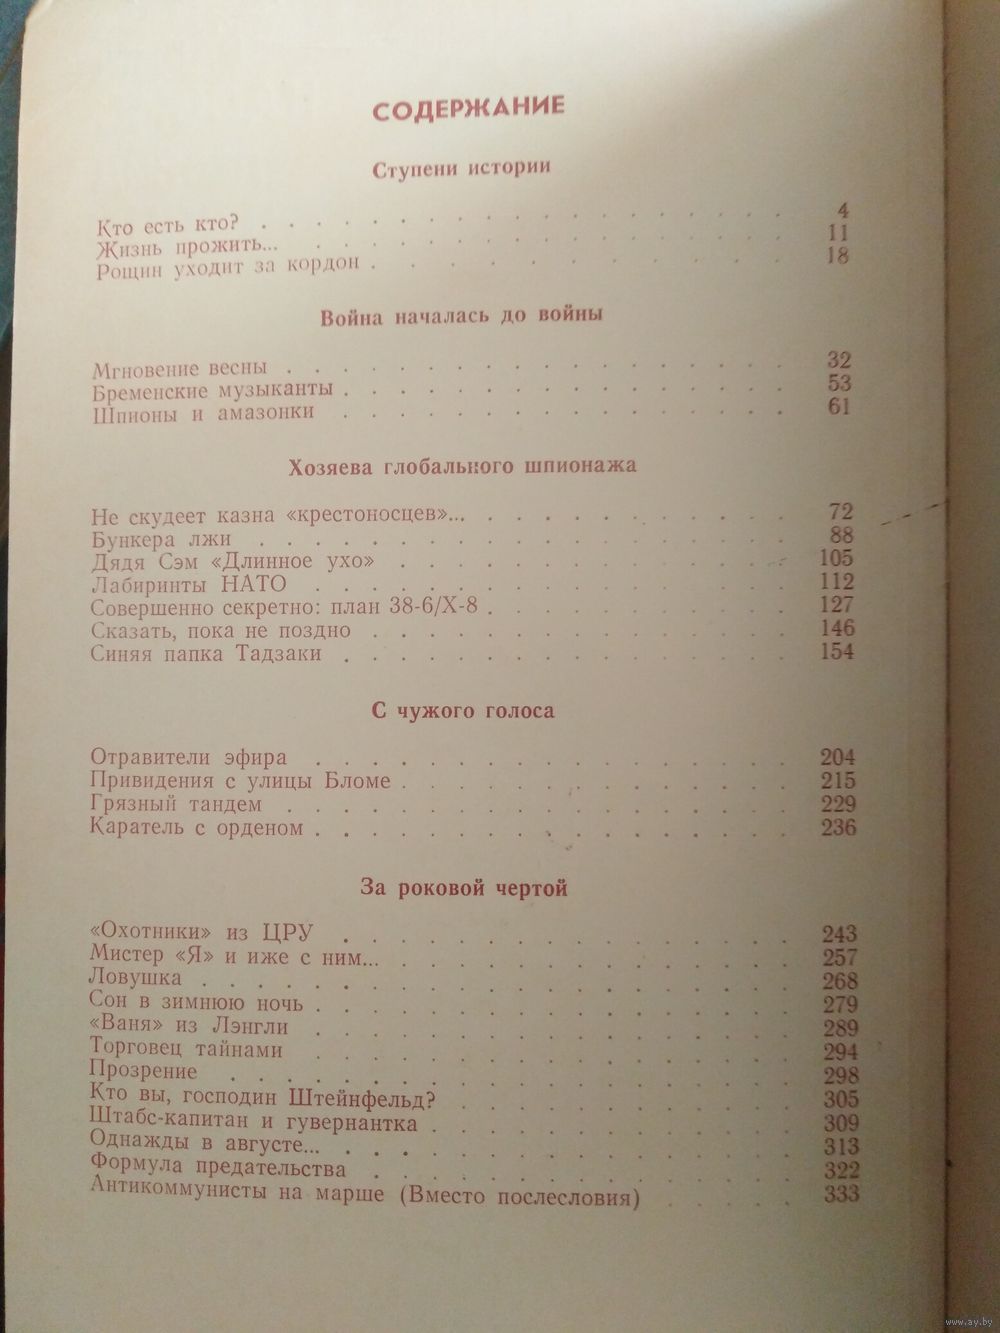 СОДЕРЖАНИЕ
Ступени истории
Кто есть кто? . . . . . . . . . . . . . . . . . . . 4
Жизнь прожить... . . . . . . . . . . . . . . . . . 11
Рощин уходит за кордон . . . . . . . . . . . . . . . 18
Война началась до войны
Мгновение весны . . . . . . . . . . . . . . . . . . 32
Бременские музыканты . . . . . . . . . . . . . . . . 53
Шпионы и амазонки . . . . . . . . . . . . . . . . 61
Хозяева глобального шпионажа
Не скудеет казна «крестоносцев»... . . . . . . . . . . . 72
Бункера лжи . . . . . . . . . . . . . . . . . . . 88
Дядя Сэм «Длинное ухо» . . . . . . . . . . . . . . 105
Лабиринты НАТО . . . . . . . . . . . . . . . . . 112
Совершенно секретно: план 38-6/Х-8 . . . . . . . . . . . 127
Сказать, пока не поздно . . . . . . . . . . . . . . . 146
Синяя папка Тадзаки . . . . . . . . . . . . . . . . 154
С чужого голоса
Отравители эфира . . . . . . . . . . . . . . . . . 204
Привидения с улицы Бломе . . . . . . . . . . . . . . 215
Грязный тандем . . . . . . . . . . . . . . . . . . 229
Каратель с орденом . . . . . . . . . . . . . . . . . 236
За роковой чертой
«Охотники» из ЦРУ . . . . . . . . . . . . . . . . 243
Мистер «Я» и иже с ним... . . . . . . . . . . . . . . 257
Ловушка . . . . . . . . . . . . . . . . . . . . . 268
Сон в зимнюю ночь . . . . . . . . . . . . . . . . . 279
«Ваня» из Лэнгли . . . . . . . . . . . . . . . . . 289
Торговец тайнами . . . . . . . . . . . . . . . . . 294
Прозрение . . . . . . . . . . . . . . . . . . . . 298
Кто вы, господин Штейнфельд? . . . . . . . . . . . . 305
Штабс-капитан и гувернантка . . . . . . . . . . . . . 309
Однажды в августе... . . . . . . . . . . . . . . . . 313
Формула предательства . . . . . . . . . . . . . . . 322
Антикоммунисты на марше (Вместо послесловия) . . . . . 333
www.ay.by